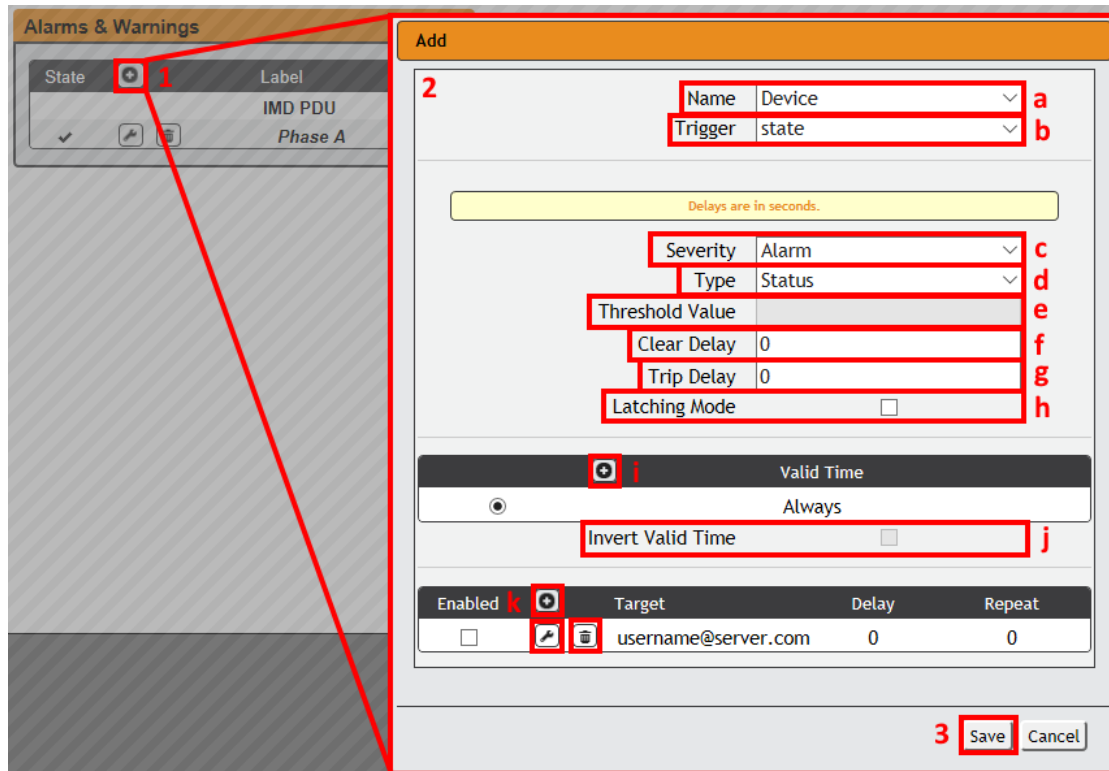 Alarms & Warnings
State 1 Label
IMD PDU
Phase A
Add
2
Name Device a
Trigger state b
Delays are in seconds.
Severity Alarm c
Type Status d
Threshold Value e
Clear Delay 0 f
Trip Delay 0 g
Latching Mode h
i Valid Time
Always
Invert Valid Time j
Enabled k Target Delay Repeat
username@server.com 0 0
3 Save Cancel